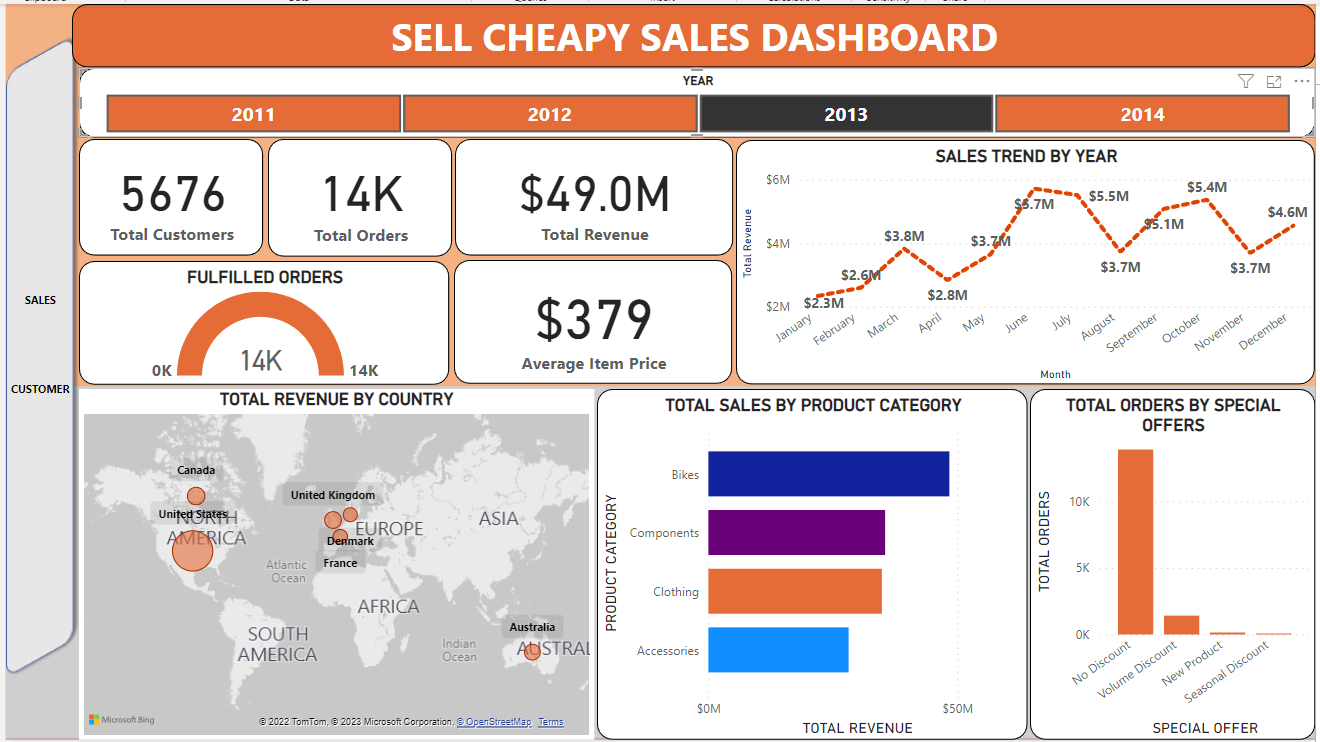 SELL CHEAPY SALES DASHBOARD
YEAR
2011
2012
2013
2014
5676
Total Customers
14K
Total Orders
$49.0M
Total Revenue
SALES TREND BY YEAR
Total Revenue
$6M
$4M
$2M
$2.3M
$2.6M
$3.8M
$2.8M
$3.7M
$5.7M
$5.5M
$3.7M
$5.1M
$5.4M
$3.7M
$4.6M
January
February
March
April
May
June
July
August
September
October
November
December
Month
FULFILLED ORDERS
14K
0K
14K
$379
Average Item Price
SALES
CUSTOMER
TOTAL REVENUE BY COUNTRY
Canada
United States
NORTH
AMERICA
United Kingdom
EUROPE
Denmark
France
ASIA
Atlantic
Ocean
AFRICA
SOUTH
AMERICA
Indian
Ocean
Australia
AUSTRAL
Microsoft Bing
© 2022 TomTom, © 2023 Microsoft Corporation, © OpenStreetMap Terms
TOTAL SALES BY PRODUCT CATEGORY
PRODUCT CATEGORY
Bikes
Components
Clothing
Accessories
$0M
$50M
TOTAL REVENUE
TOTAL ORDERS BY SPECIAL
OFFERS
TOTAL ORDERS
10K
5K
0K
No Discount
Volume Discount
New Product
Seasonal Discount
SPECIAL OFFER